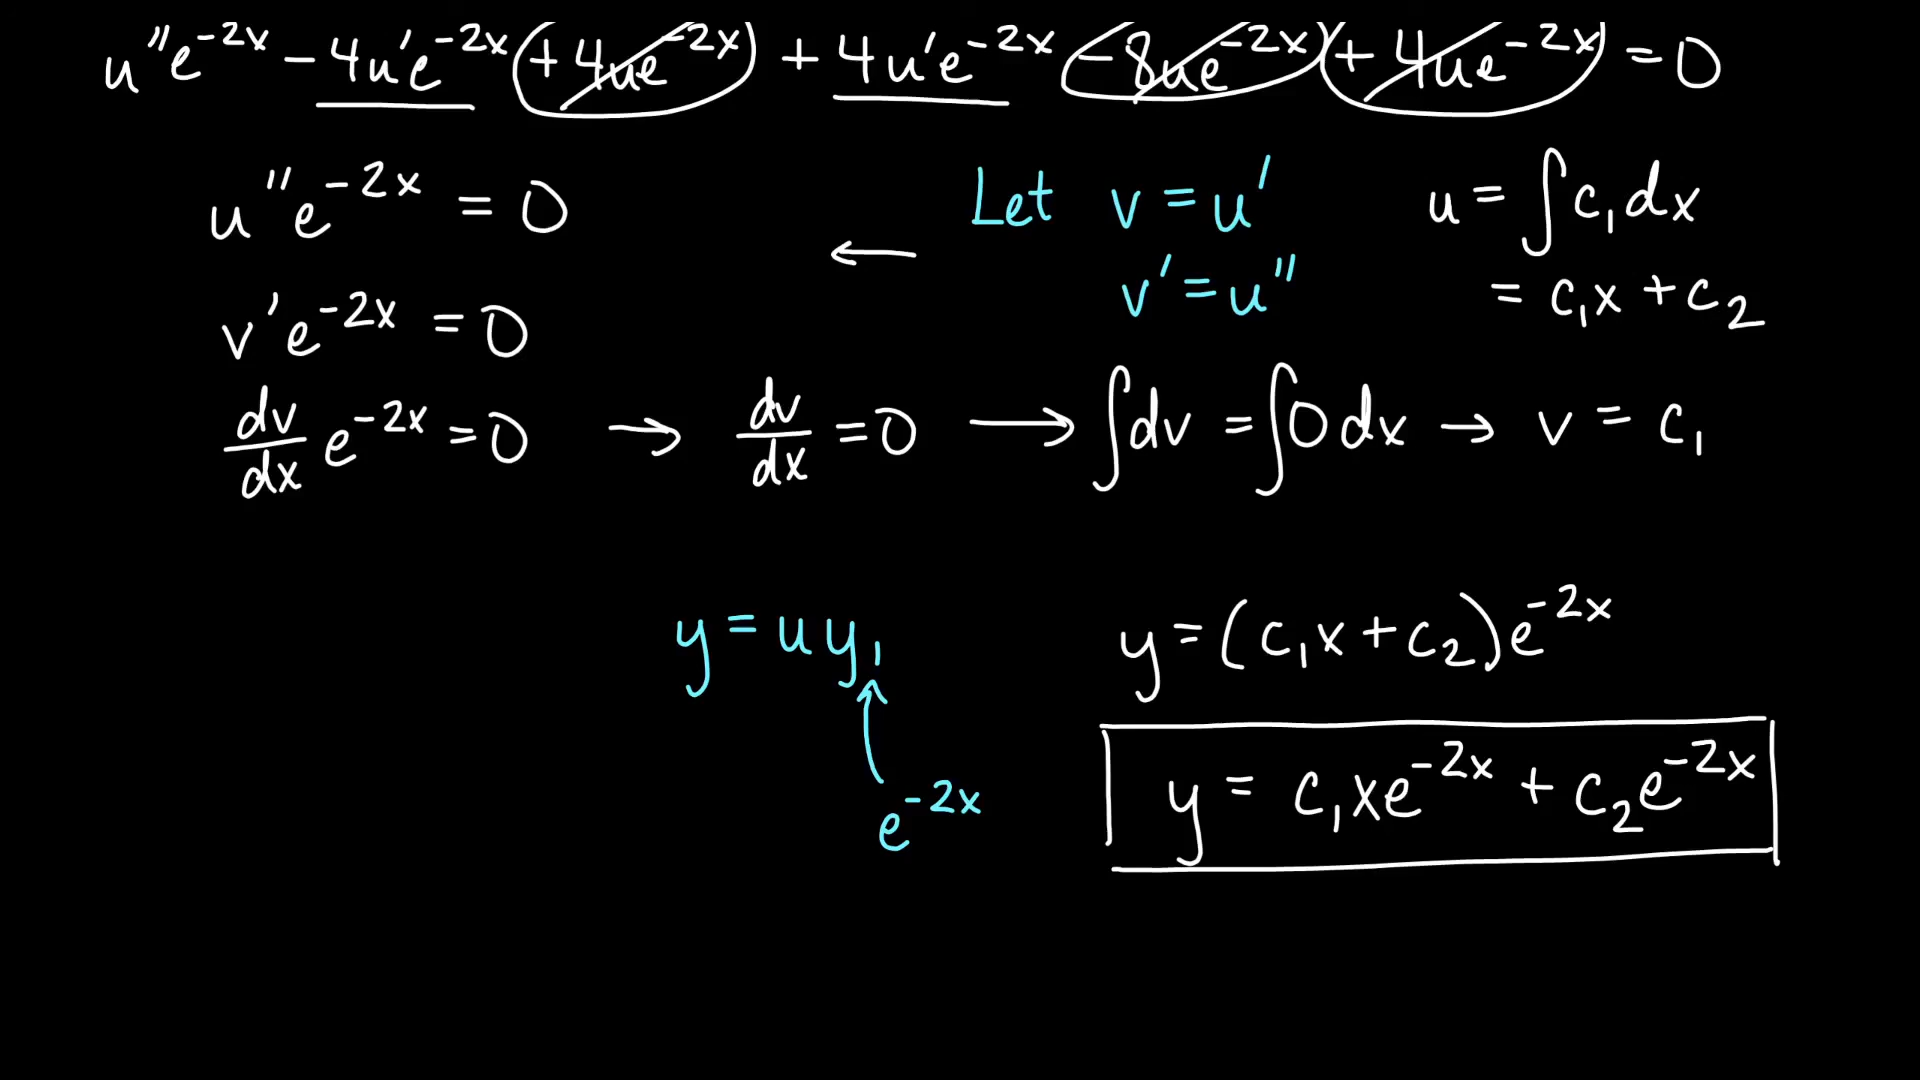 u''e^{-2x} - 4u'e^{-2x} + 4ue^{-2x} + 4u'e^{-2x} - 8ue^{-2x} + 4ue^{-2x} = 0
u''e^{-2x} = 0
Let v = u'
u = ∫c₁dx
←
v' = u''
= c₁x + c₂
v'e^{-2x} = 0
dv/dx e^{-2x} = 0 → dv/dx = 0 → ∫dv = ∫0dx → v = c₁
y = uy₁
y = (c₁x + c₂)e^{-2x}
e^{-2x}
y = c₁xe^{-2x} + c₂e^{-2x}